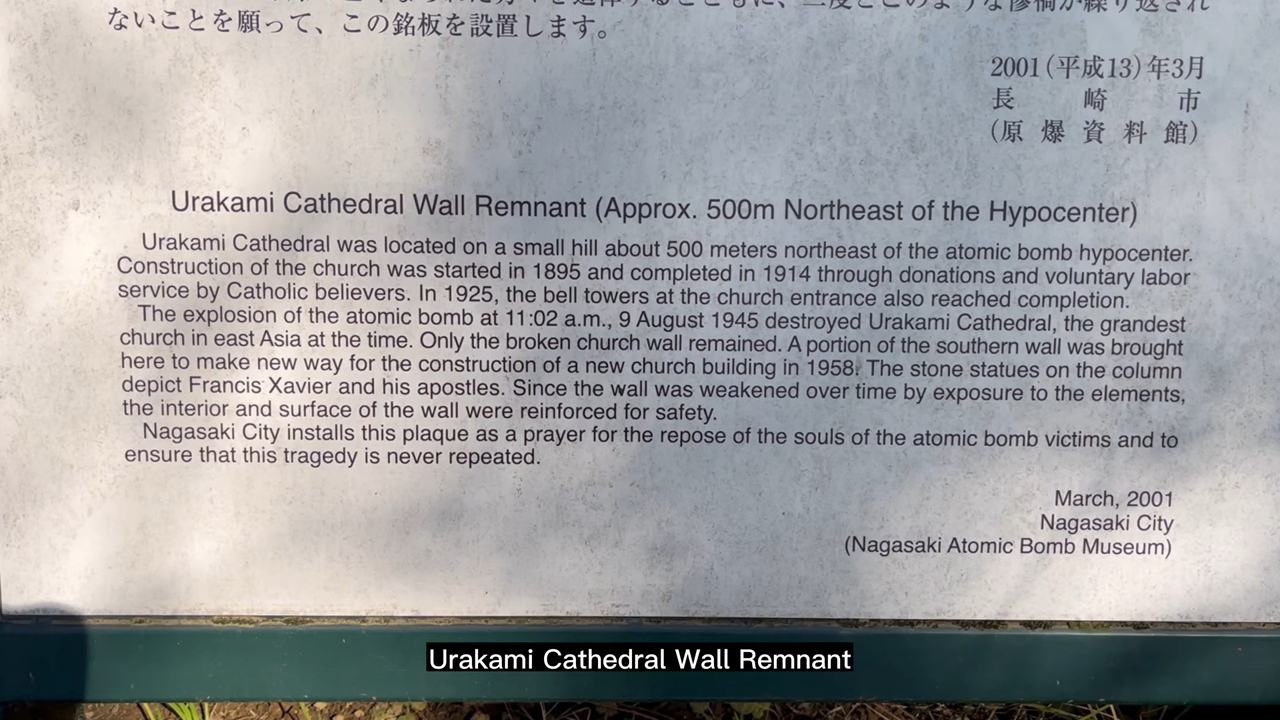 ないことを願って、この銘板を設置します。
2001(平成13)年3月
長崎市
(原爆資料館)
Urakami Cathedral Wall Remnant (Approx. 500m Northeast of the Hypocenter)
Urakami Cathedral was located on a small hill about 500 meters northeast of the atomic bomb hypocenter.
Construction of the church was started in 1895 and completed in 1914 through donations and voluntary labor
service by Catholic believers. In 1925, the bell towers at the church entrance also reached completion.
The explosion of the atomic bomb at 11:02 a.m., 9 August 1945 destroyed Urakami Cathedral, the grandest
church in east Asia at the time. Only the broken church wall remained. A portion of the southern wall was brought
here to make new way for the construction of a new church building in 1958. The stone statues on the column
depict Francis Xavier and his apostles. Since the wall was weakened over time by exposure to the elements,
the interior and surface of the wall were reinforced for safety.
Nagasaki City installs this plaque as a prayer for the repose of the souls of the atomic bomb victims and to
ensure that this tragedy is never repeated.
March, 2001
Nagasaki City
(Nagasaki Atomic Bomb Museum)
Urakami Cathedral Wall Remnant